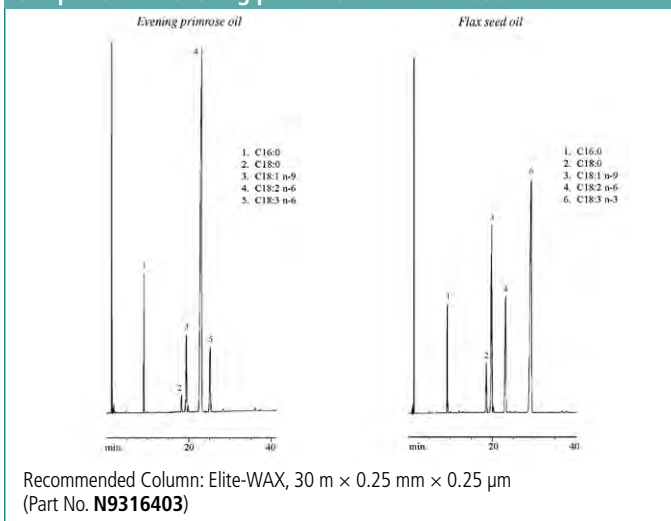 Evening primrose oil
4
1. C16:0
2. C18:0
3. C18:1 n-9
4. C18:2 n-6
5. C18:3 n-6
1
3
5
2
min. 20 40
Flax seed oil
1. C16:0
2. C18:0
3. C18:1 n-9
4. C18:2 n-6
6. C18:3 n-3
6
3
4
1
2
min. 20 40
Recommended Column: Elite-WAX, 30 m × 0.25 mm × 0.25 μm
(Part No. N9316403)